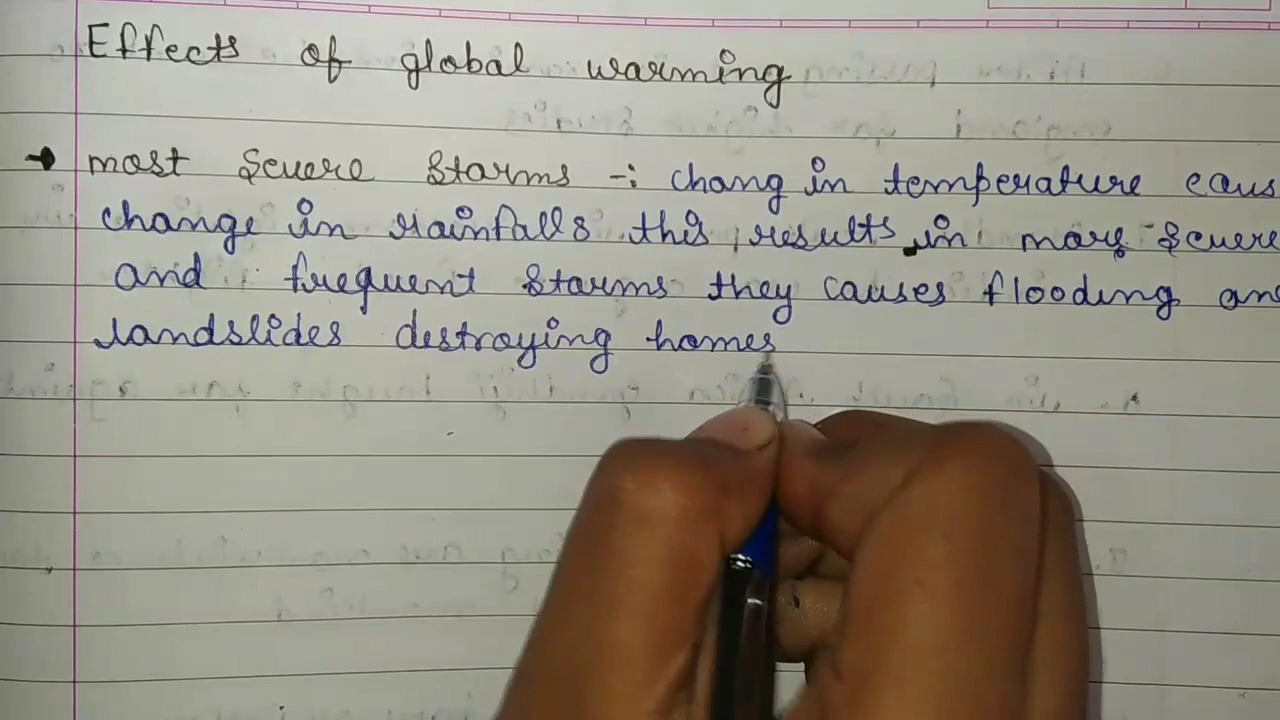 Effects of global warming
most severe storms -: chang in temperature caus
change in rainfalls this results in more severe
and frequent storms they causes flooding an
landslides destroying homes